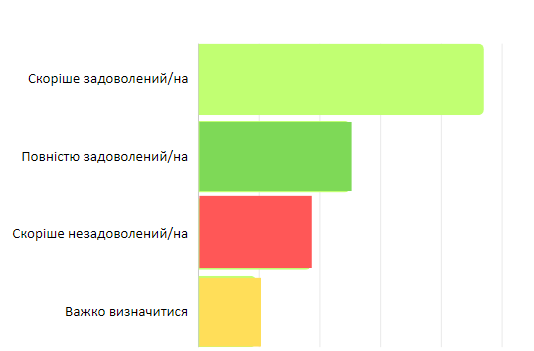 Скоріше задоволений/на
Повністю задоволений/на
Скоріше незадоволений/на
Важко визначитися